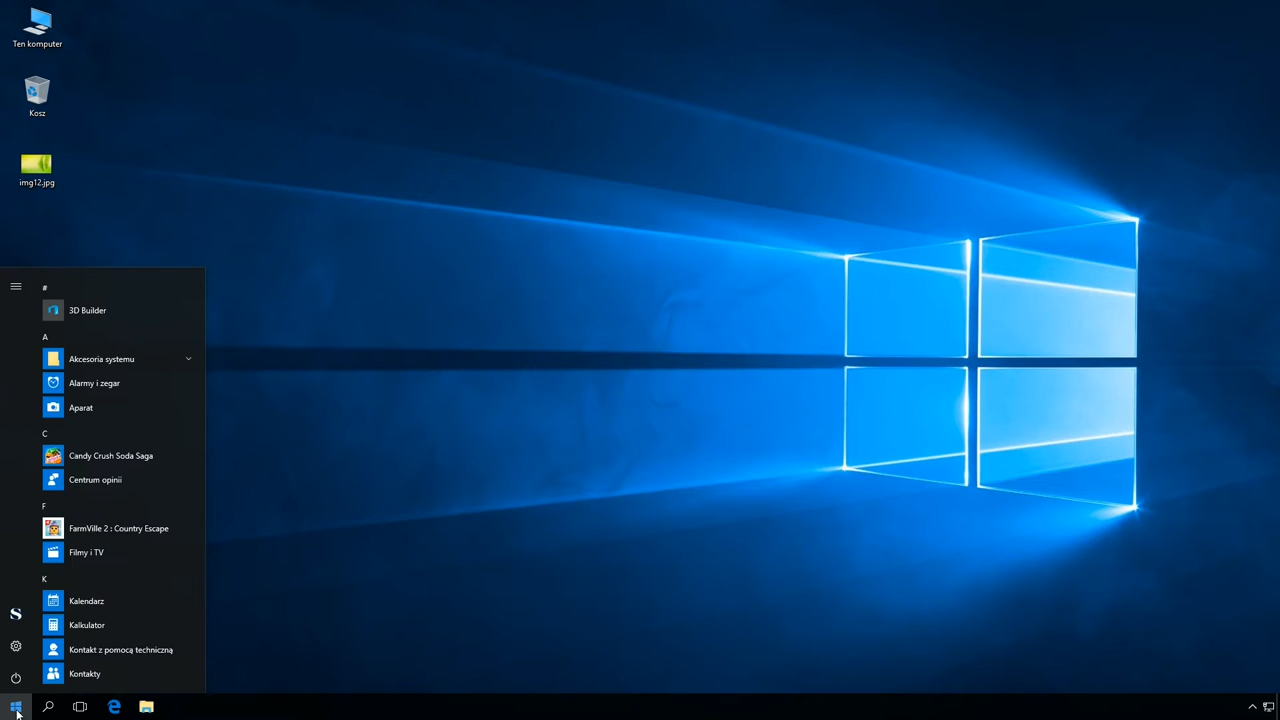 Ten komputer
Kosz
img12.jpg
#
3D Builder
A
Akcesoria systemu
Alarmy i zegar
Aparat
C
Candy Crush Soda Saga
Centrum opinii
F
FarmVille 2 : Country Escape
Filmy i TV
K
Kalendarz
Kalkulator
Kontakt z pomocą techniczną
Kontakty
S